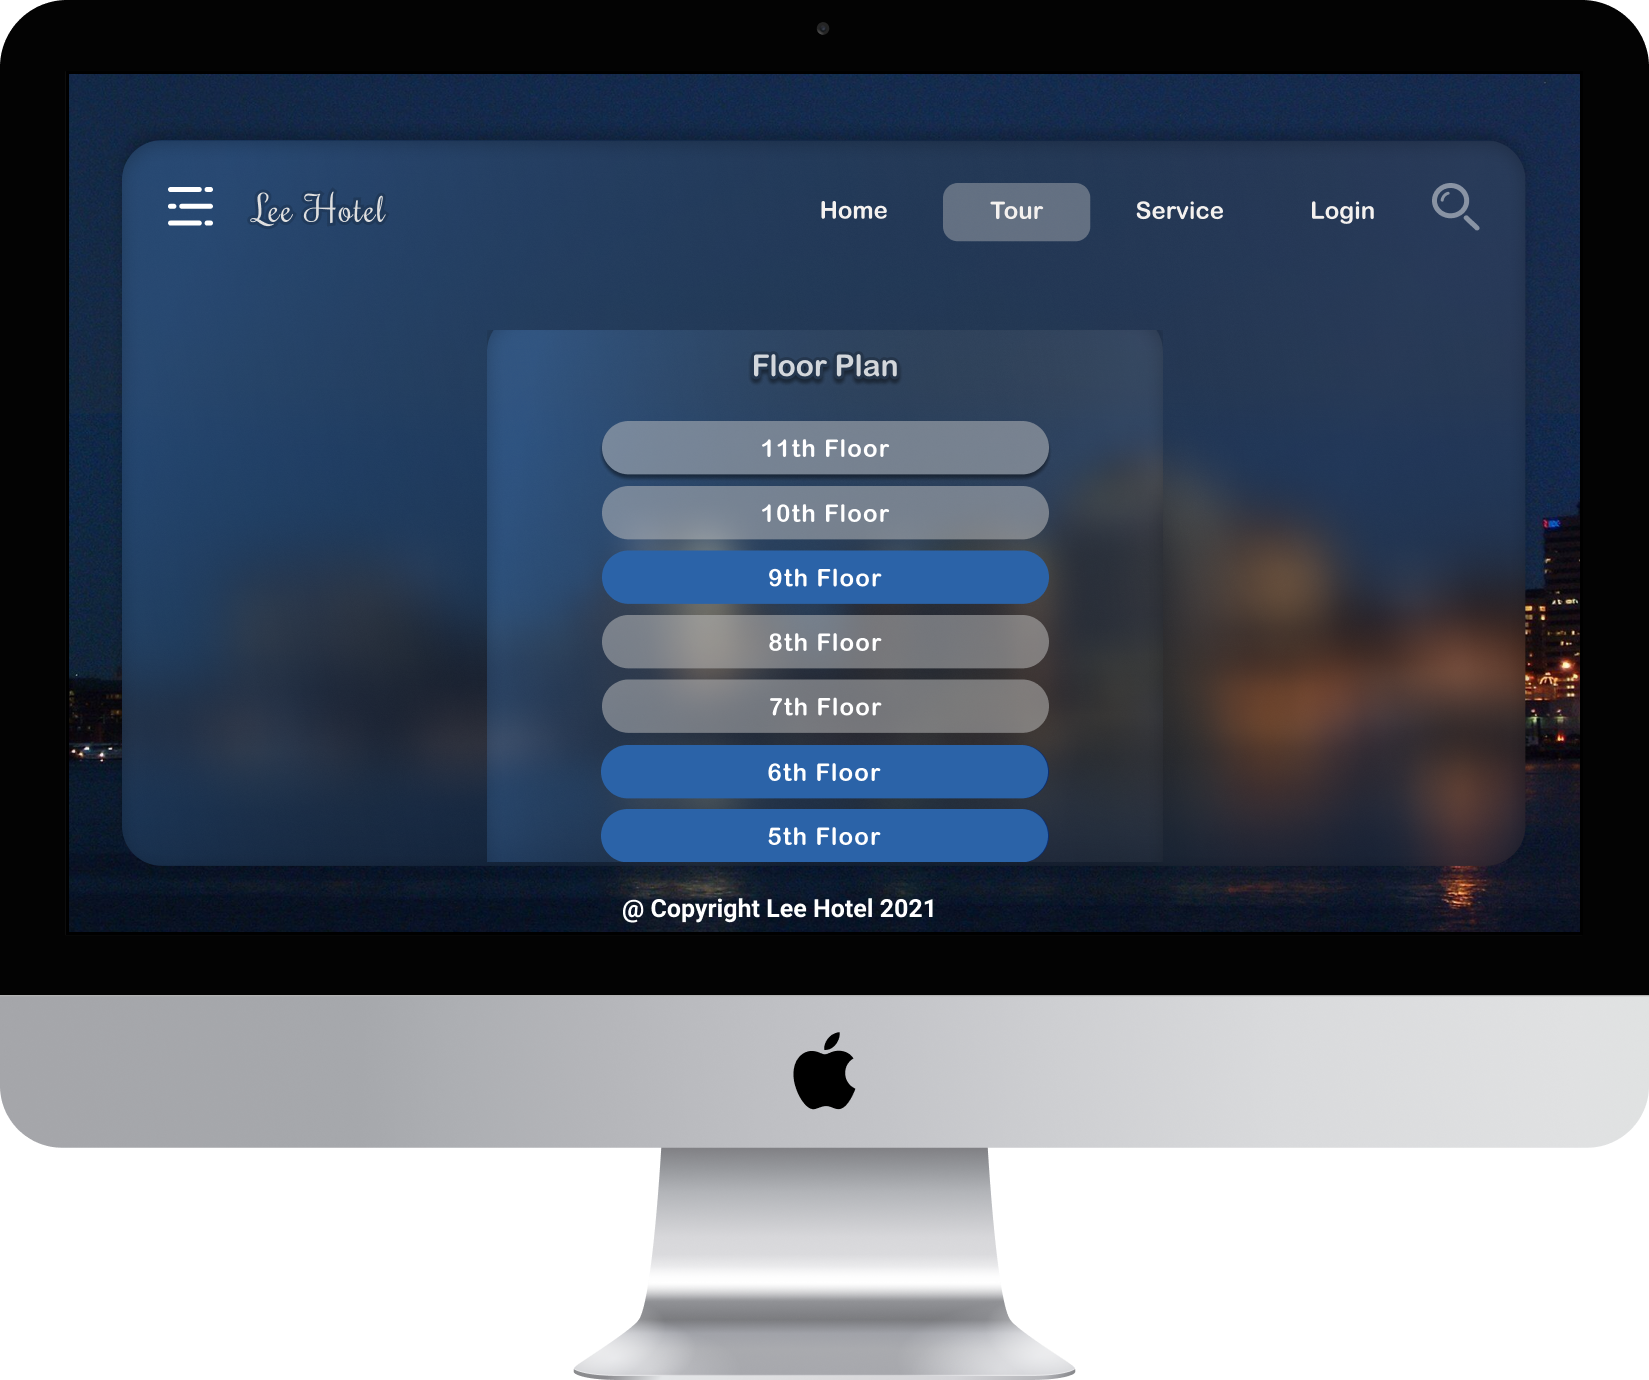 Lee Hotel
Home
Tour
Service
Login
Floor Plan
11th Floor
10th Floor
9th Floor
8th Floor
7th Floor
6th Floor
5th Floor
@ Copyright Lee Hotel 2021